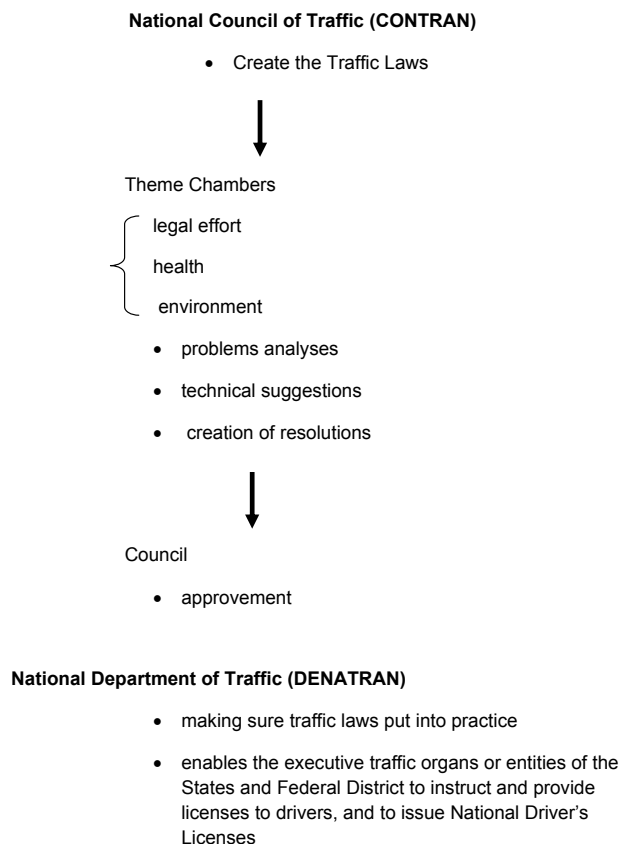 National Council of Traffic (CONTRAN)
• Create the Traffic Laws
Theme Chambers
legal effort
health
environment
• problems analyses
• technical suggestions
• creation of resolutions
Council
• approvement
National Department of Traffic (DENATRAN)
• making sure traffic laws put into practice
• enables the executive traffic organs or entities of the
States and Federal District to instruct and provide
licenses to drivers, and to issue National Driver's
Licenses